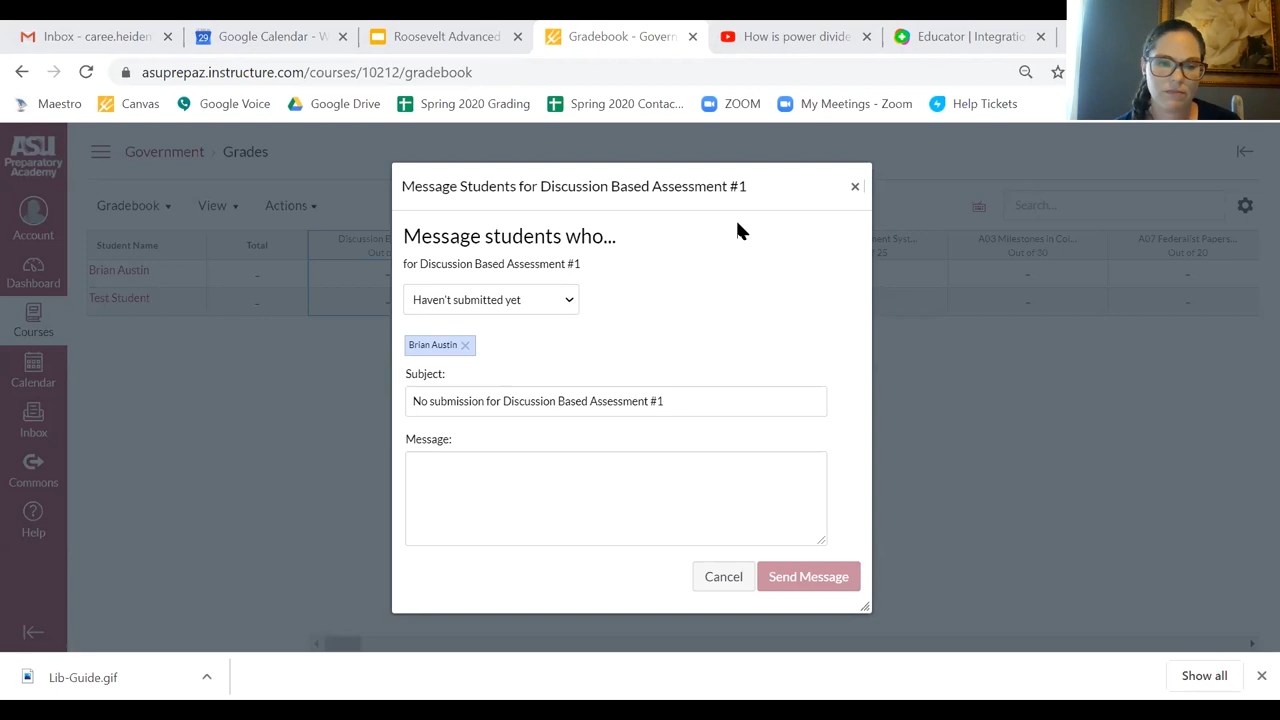 Inbox - caree.heiden
Google Calendar - W
Roosevelt Advanced
Gradebook - Govern
How is power divide
Educator | Integratio
asuprepaz.instructure.com/courses/10212/gradebook
Maestro
Canvas
Google Voice
Google Drive
Spring 2020 Grading
Spring 2020 Contac...
ZOOM
My Meetings - Zoom
Help Tickets
ASU
Preparatory
Academy
Account
Dashboard
Courses
Calendar
Inbox
Commons
Help
Government › Grades
Gradebook
View
Actions
Search...
Student Name
Total
Discussion B
Out o
ment Syst...
25
A03 Milestones in Col...
Out of 30
A07 Federalist Papers...
Out of 20
Brian Austin
Test Student
Message Students for Discussion Based Assessment #1
Message students who...
for Discussion Based Assessment #1
Haven't submitted yet
Brian Austin
Subject:
No submission for Discussion Based Assessment #1
Message:
Cancel
Send Message
Lib-Guide.gif
Show all